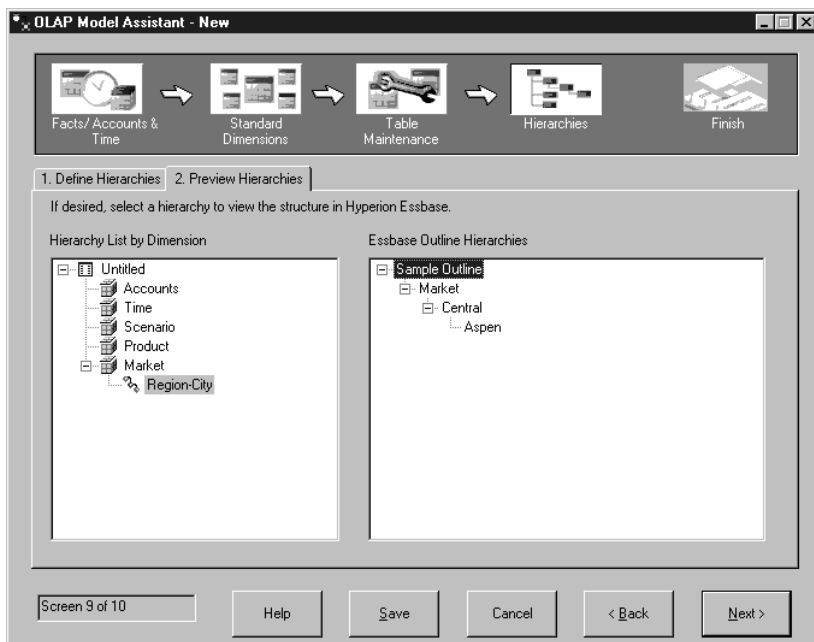 OLAP Model Assistant - New
Facts/ Accounts &
Time
Standard
Dimensions
Table
Maintenance
Hierarchies
Finish
1. Define Hierarchies
2. Preview Hierarchies
If desired, select a hierarchy to view the structure in Hyperion Essbase.
Hierarchy List by Dimension
Untitled
Accounts
Time
Scenario
Product
Market
Region-City
Essbase Outline Hierarchies
Sample Outline
Market
Central
Aspen
Screen 9 of 10
Help
Save
Cancel
< Back
Next >